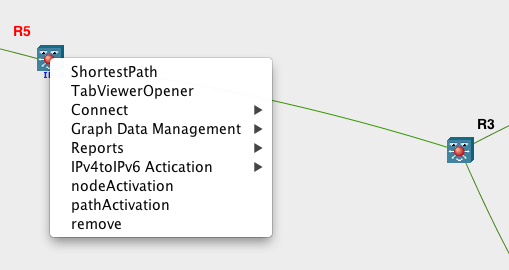 R5
ShortestPath
TabViewerOpener
Connect
Graph Data Management
Reports
IPv4toIPv6 Actication
nodeActivation
pathActivation
remove
R3